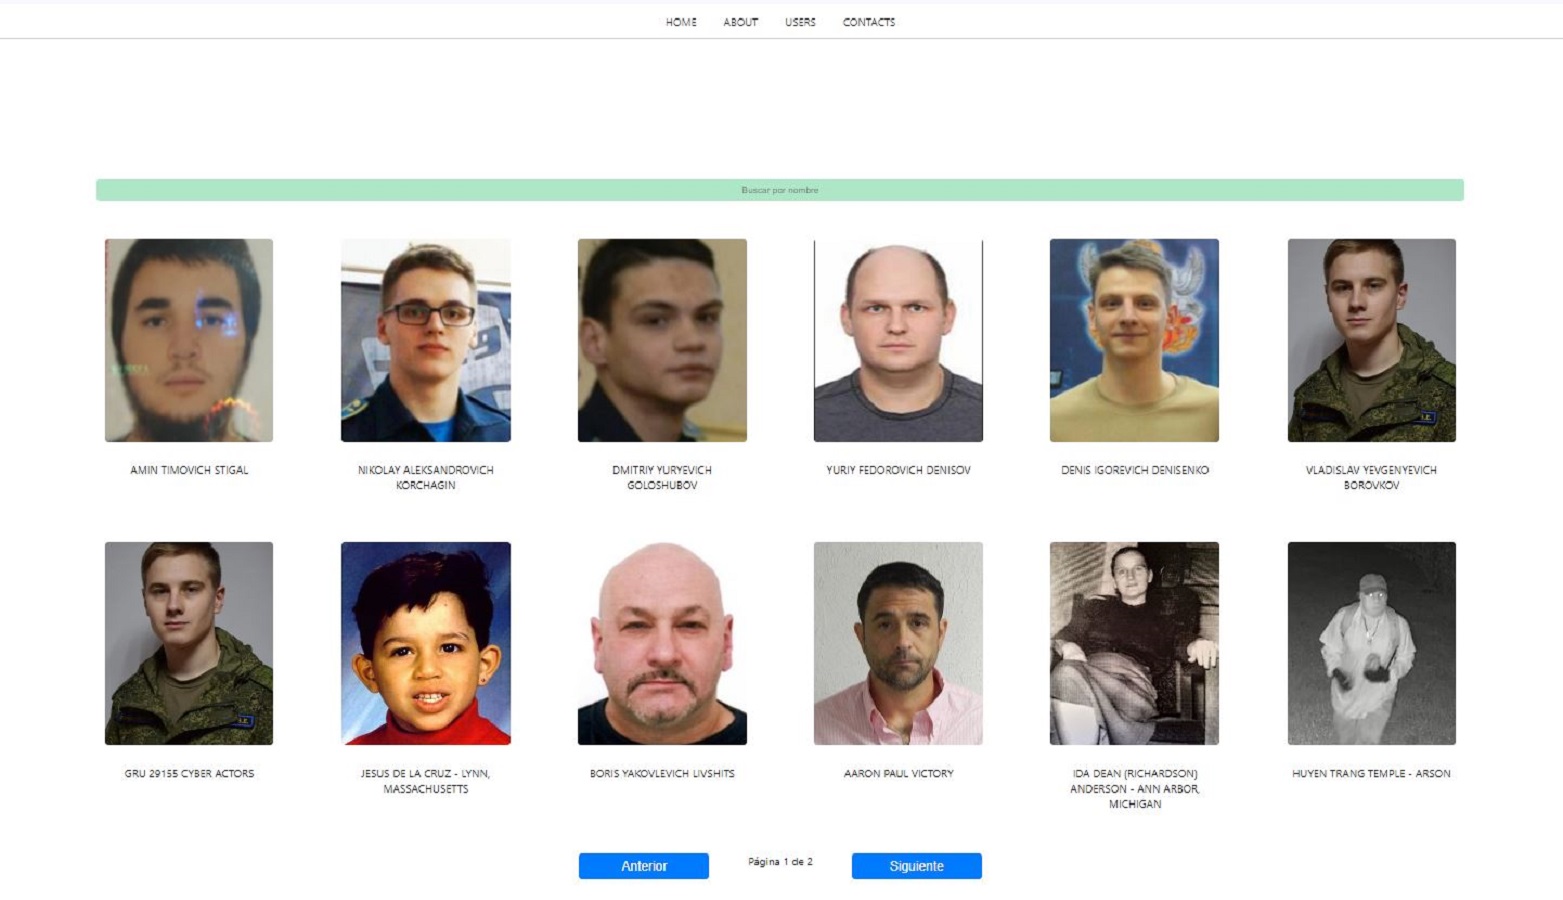 HOME ABOUT USERS CONTACTS
Buscar por nombre
AMIN TIMOVICH STIGAL
NIKOLAY ALEKSANDROVICH
KORCHAGIN
DMITRIY YURYEVICH
GOLOSHUBOV
YURIY FEDOROVICH DENISOV
DENIS IGOREVICH DENISENKO
VLADISLAV YEVGENYEVICH
BOROVKOV
GRU 29155 CYBER ACTORS
JESUS DE LA CRUZ - LYNN,
MASSACHUSETTS
BORIS YAKOVLEVICH LIVSHITS
AARON PAUL VICTORY
IDA DEAN (RICHARDSON)
ANDERSON - ANN ARBOR,
MICHIGAN
HUYEN TRANG TEMPLE - ARSON
Anterior
Página 1 de 2
Siguiente